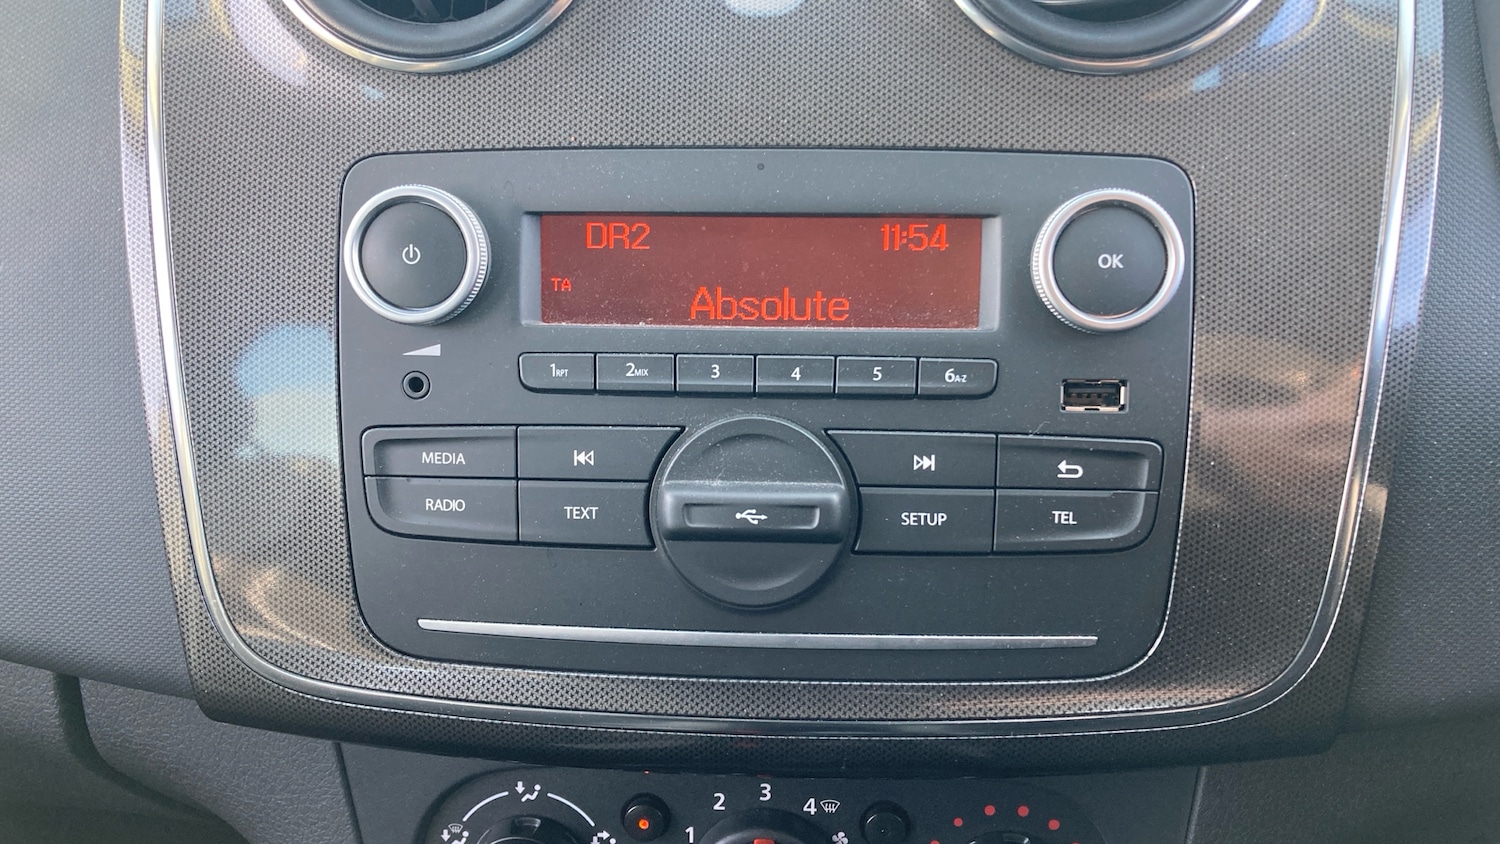 DR2 11:54
TA
Absolute
OK
1RPT 2MIX 3 4 5 6A-Z
MEDIA
RADIO TEXT SETUP TEL
1 2 3 4